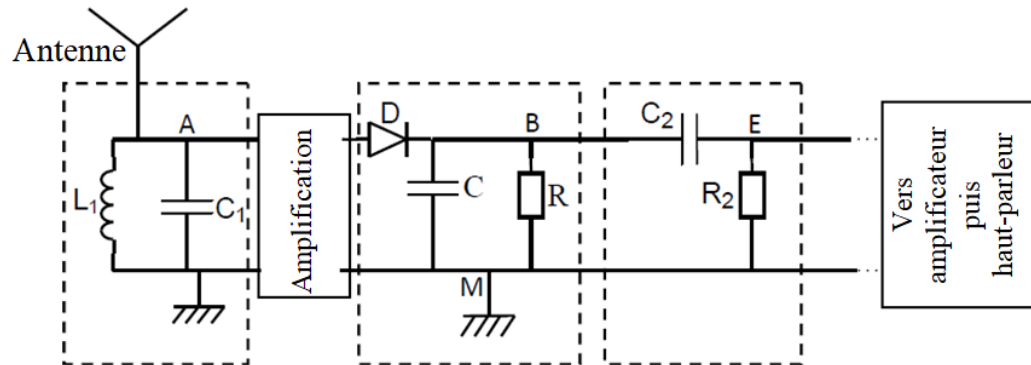 Antenne
A
D
B
C₂
E
L₁
C₁
Amplification
C
R
R₂
M
Vers
amplificateur
puis
haut-parleur